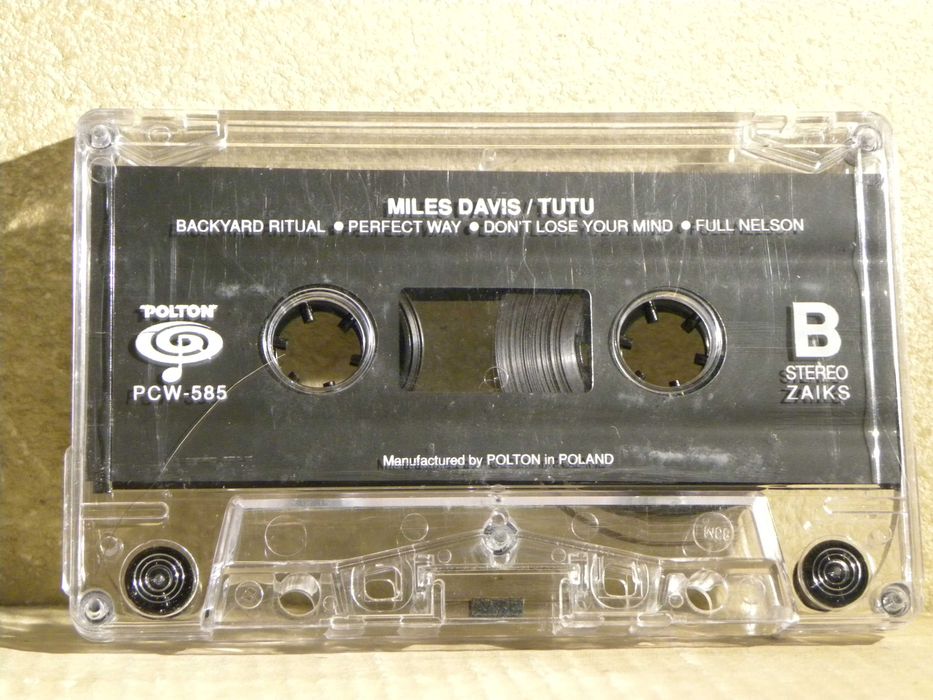 MILES DAVIS / TUTU
BACKYARD RITUAL ● PERFECT WAY ● DON'T LOSE YOUR MIND ● FULL NELSON
POLTON
PCW-585
B
STEREO
ZAIKS
Manufactured by POLTON in POLAND